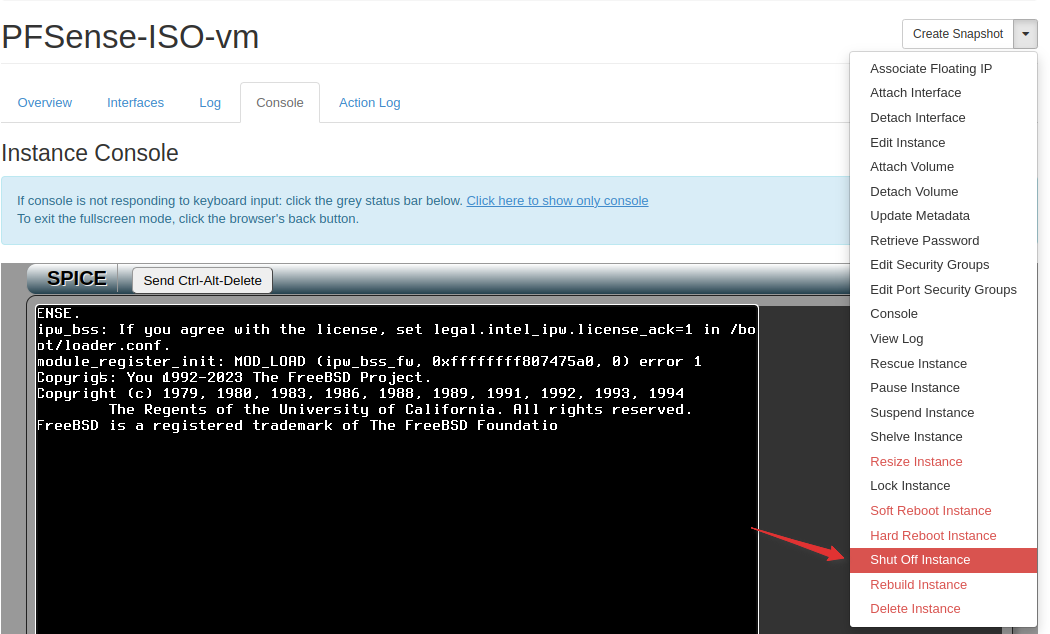 PFSense-ISO-vm
Create Snapshot
Overview
Interfaces
Log
Console
Action Log
Instance Console
If console is not responding to keyboard input: click the grey status bar below. Click here to show only console
To exit the fullscreen mode, click the browser's back button.
SPICE
Send Ctrl-Alt-Delete
ENSE.
ipw_bss: If you agree with the license, set legal.intel_ipw.license_ack=1 in /bo
ot/loader.conf.
module_register_init: MOD_LOAD (ipw_bss_fw, 0xffffffff807475a0, 0) error 1
You 1992-2023 The FreeBSD Project.
Copyright (c) 1979, 1980, 1983, 1986, 1988, 1989, 1991, 1992, 1993, 1994
The Regents of the University of California. All rights reserved.
FreeBSD is a registered trademark of The FreeBSD Foundatio
Associate Floating IP
Attach Interface
Detach Interface
Edit Instance
Attach Volume
Detach Volume
Update Metadata
Retrieve Password
Edit Security Groups
Edit Port Security Groups
Console
View Log
Rescue Instance
Pause Instance
Suspend Instance
Shelve Instance
Resize Instance
Lock Instance
Soft Reboot Instance
Hard Reboot Instance
Shut Off Instance
Rebuild Instance
Delete Instance